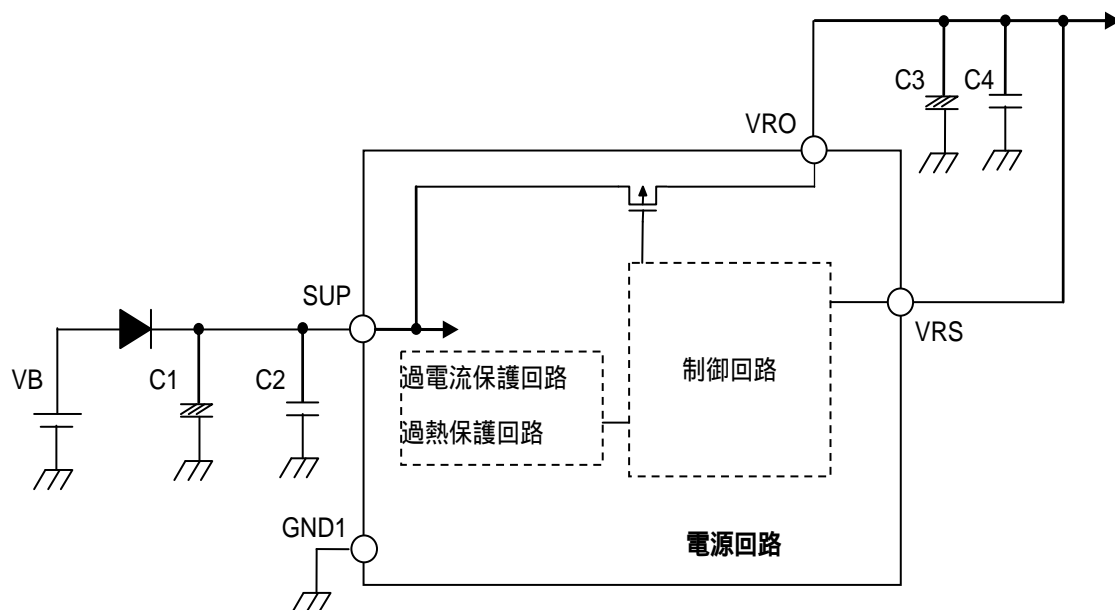 C3
C4
VRO
SUP
VRS
VB
C1
C2
過電流保護回路
過熱保護回路
制御回路
GND1
電源回路